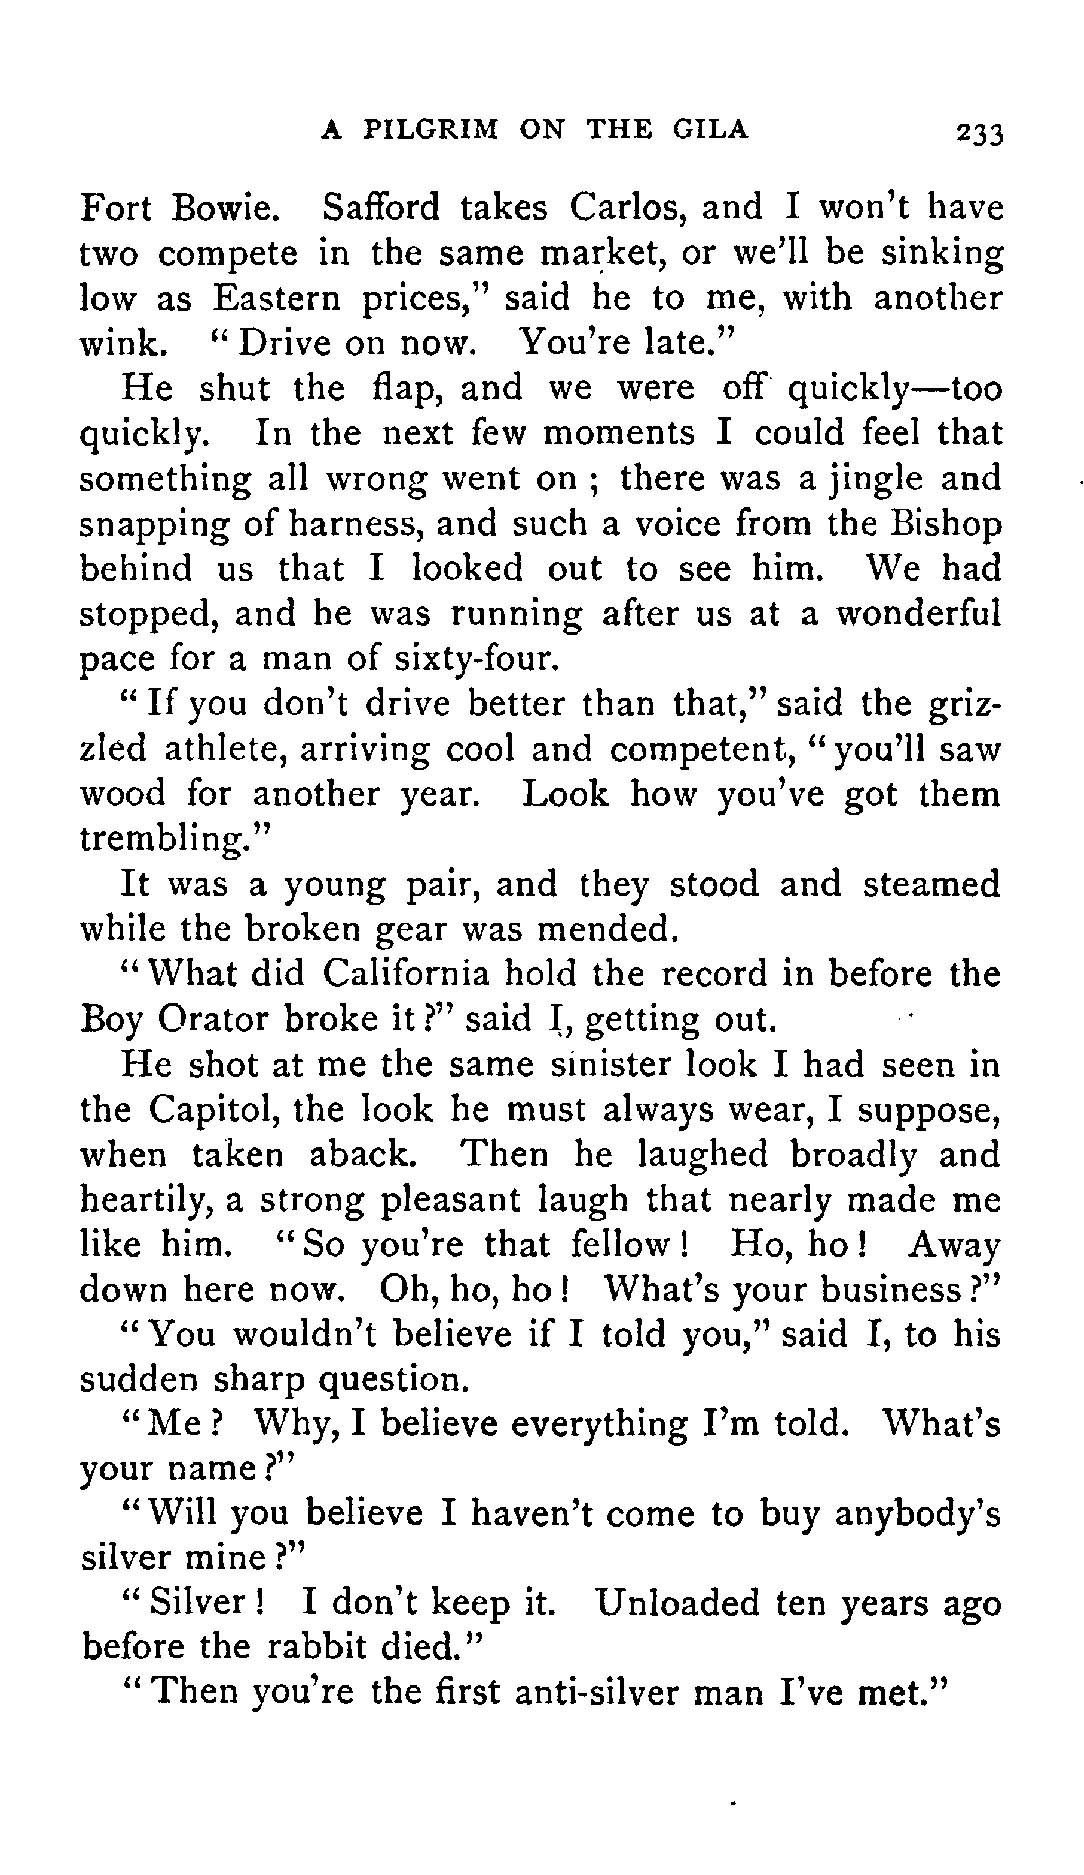 A PILGRIM ON THE GILA 233
Fort Bowie. Safford takes Carlos, and I won't have
two compete in the same market, or we'll be sinking
low as Eastern prices," said he to me, with another
wink. "Drive on now. You're late."
He shut the flap, and we were off quickly—too
quickly. In the next few moments I could feel that
something all wrong went on ; there was a jingle and
snapping of harness, and such a voice from the Bishop
behind us that I looked out to see him. We had
stopped, and he was running after us at a wonderful
pace for a man of sixty-four.
"If you don't drive better than that," said the griz-
zled athlete, arriving cool and competent, "you'll saw
wood for another year. Look how you've got them
trembling."
It was a young pair, and they stood and steamed
while the broken gear was mended.
"What did California hold the record in before the
Boy Orator broke it?" said I, getting out.
He shot at me the same sinister look I had seen in
the Capitol, the look he must always wear, I suppose,
when taken aback. Then he laughed broadly and
heartily, a strong pleasant laugh that nearly made me
like him. "So you're that fellow! Ho, ho! Away
down here now. Oh, ho, ho! What's your business?"
"You wouldn't believe if I told you," said I, to his
sudden sharp question.
"Me? Why, I believe everything I'm told. What's
your name?"
"Will you believe I haven't come to buy anybody's
silver mine?"
"Silver! I don't keep it. Unloaded ten years ago
before the rabbit died."
"Then you're the first anti-silver man I've met."